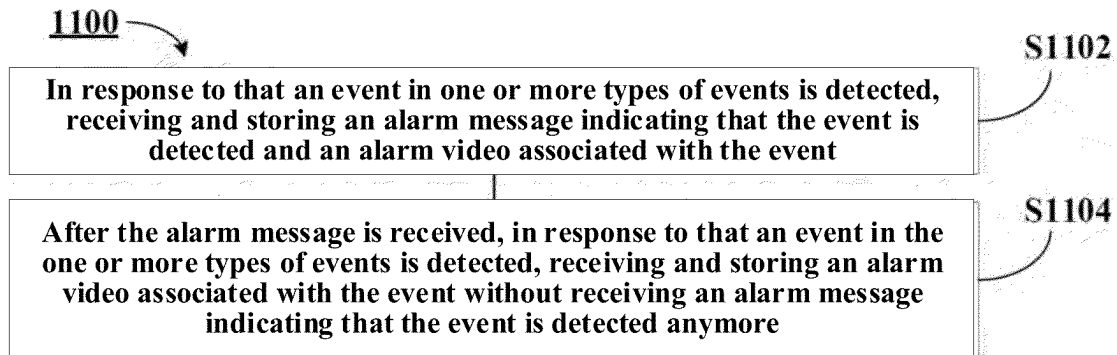 1100
S1102
In response to that an event in one or more types of events is detected,
receiving and storing an alarm message indicating that the event is
detected and an alarm video associated with the event
S1104
After the alarm message is received, in response to that an event in the
one or more types of events is detected, receiving and storing an alarm
video associated with the event without receiving an alarm message
indicating that the event is detected anymore